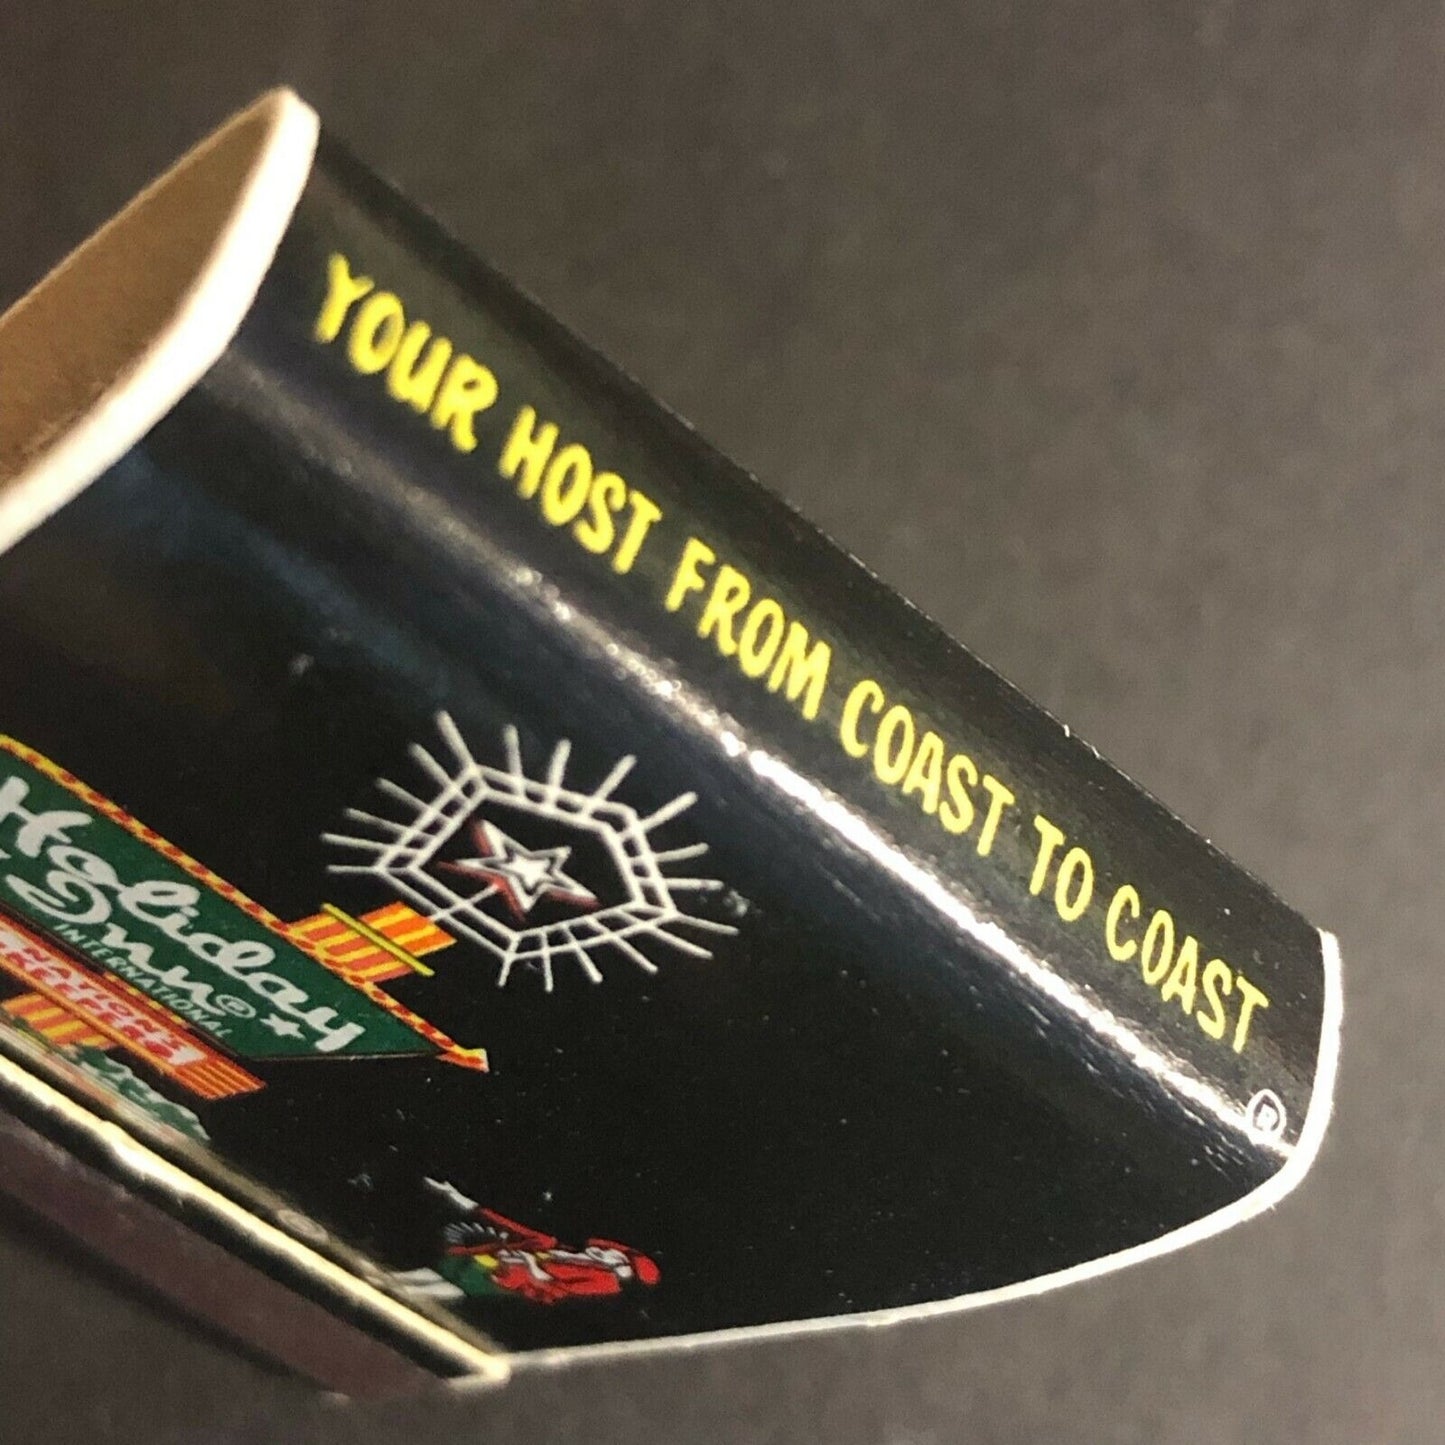 YOUR HOST FROM COAST TO COAST
®
Holiday
Inn®
INTERNATIONAL